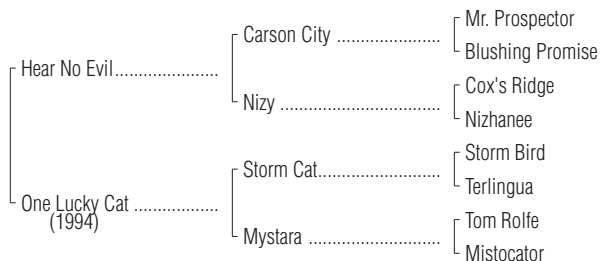 Mr. Prospector
Carson City ........................
Blushing Promise
Hear No Evil.......................
Cox's Ridge
Nizy .....................................
Nizhanee
Storm Bird
Storm Cat............................
Terlingua
One Lucky Cat ...................
(1994)
Tom Rolfe
Mystara ..............................
Mistocator